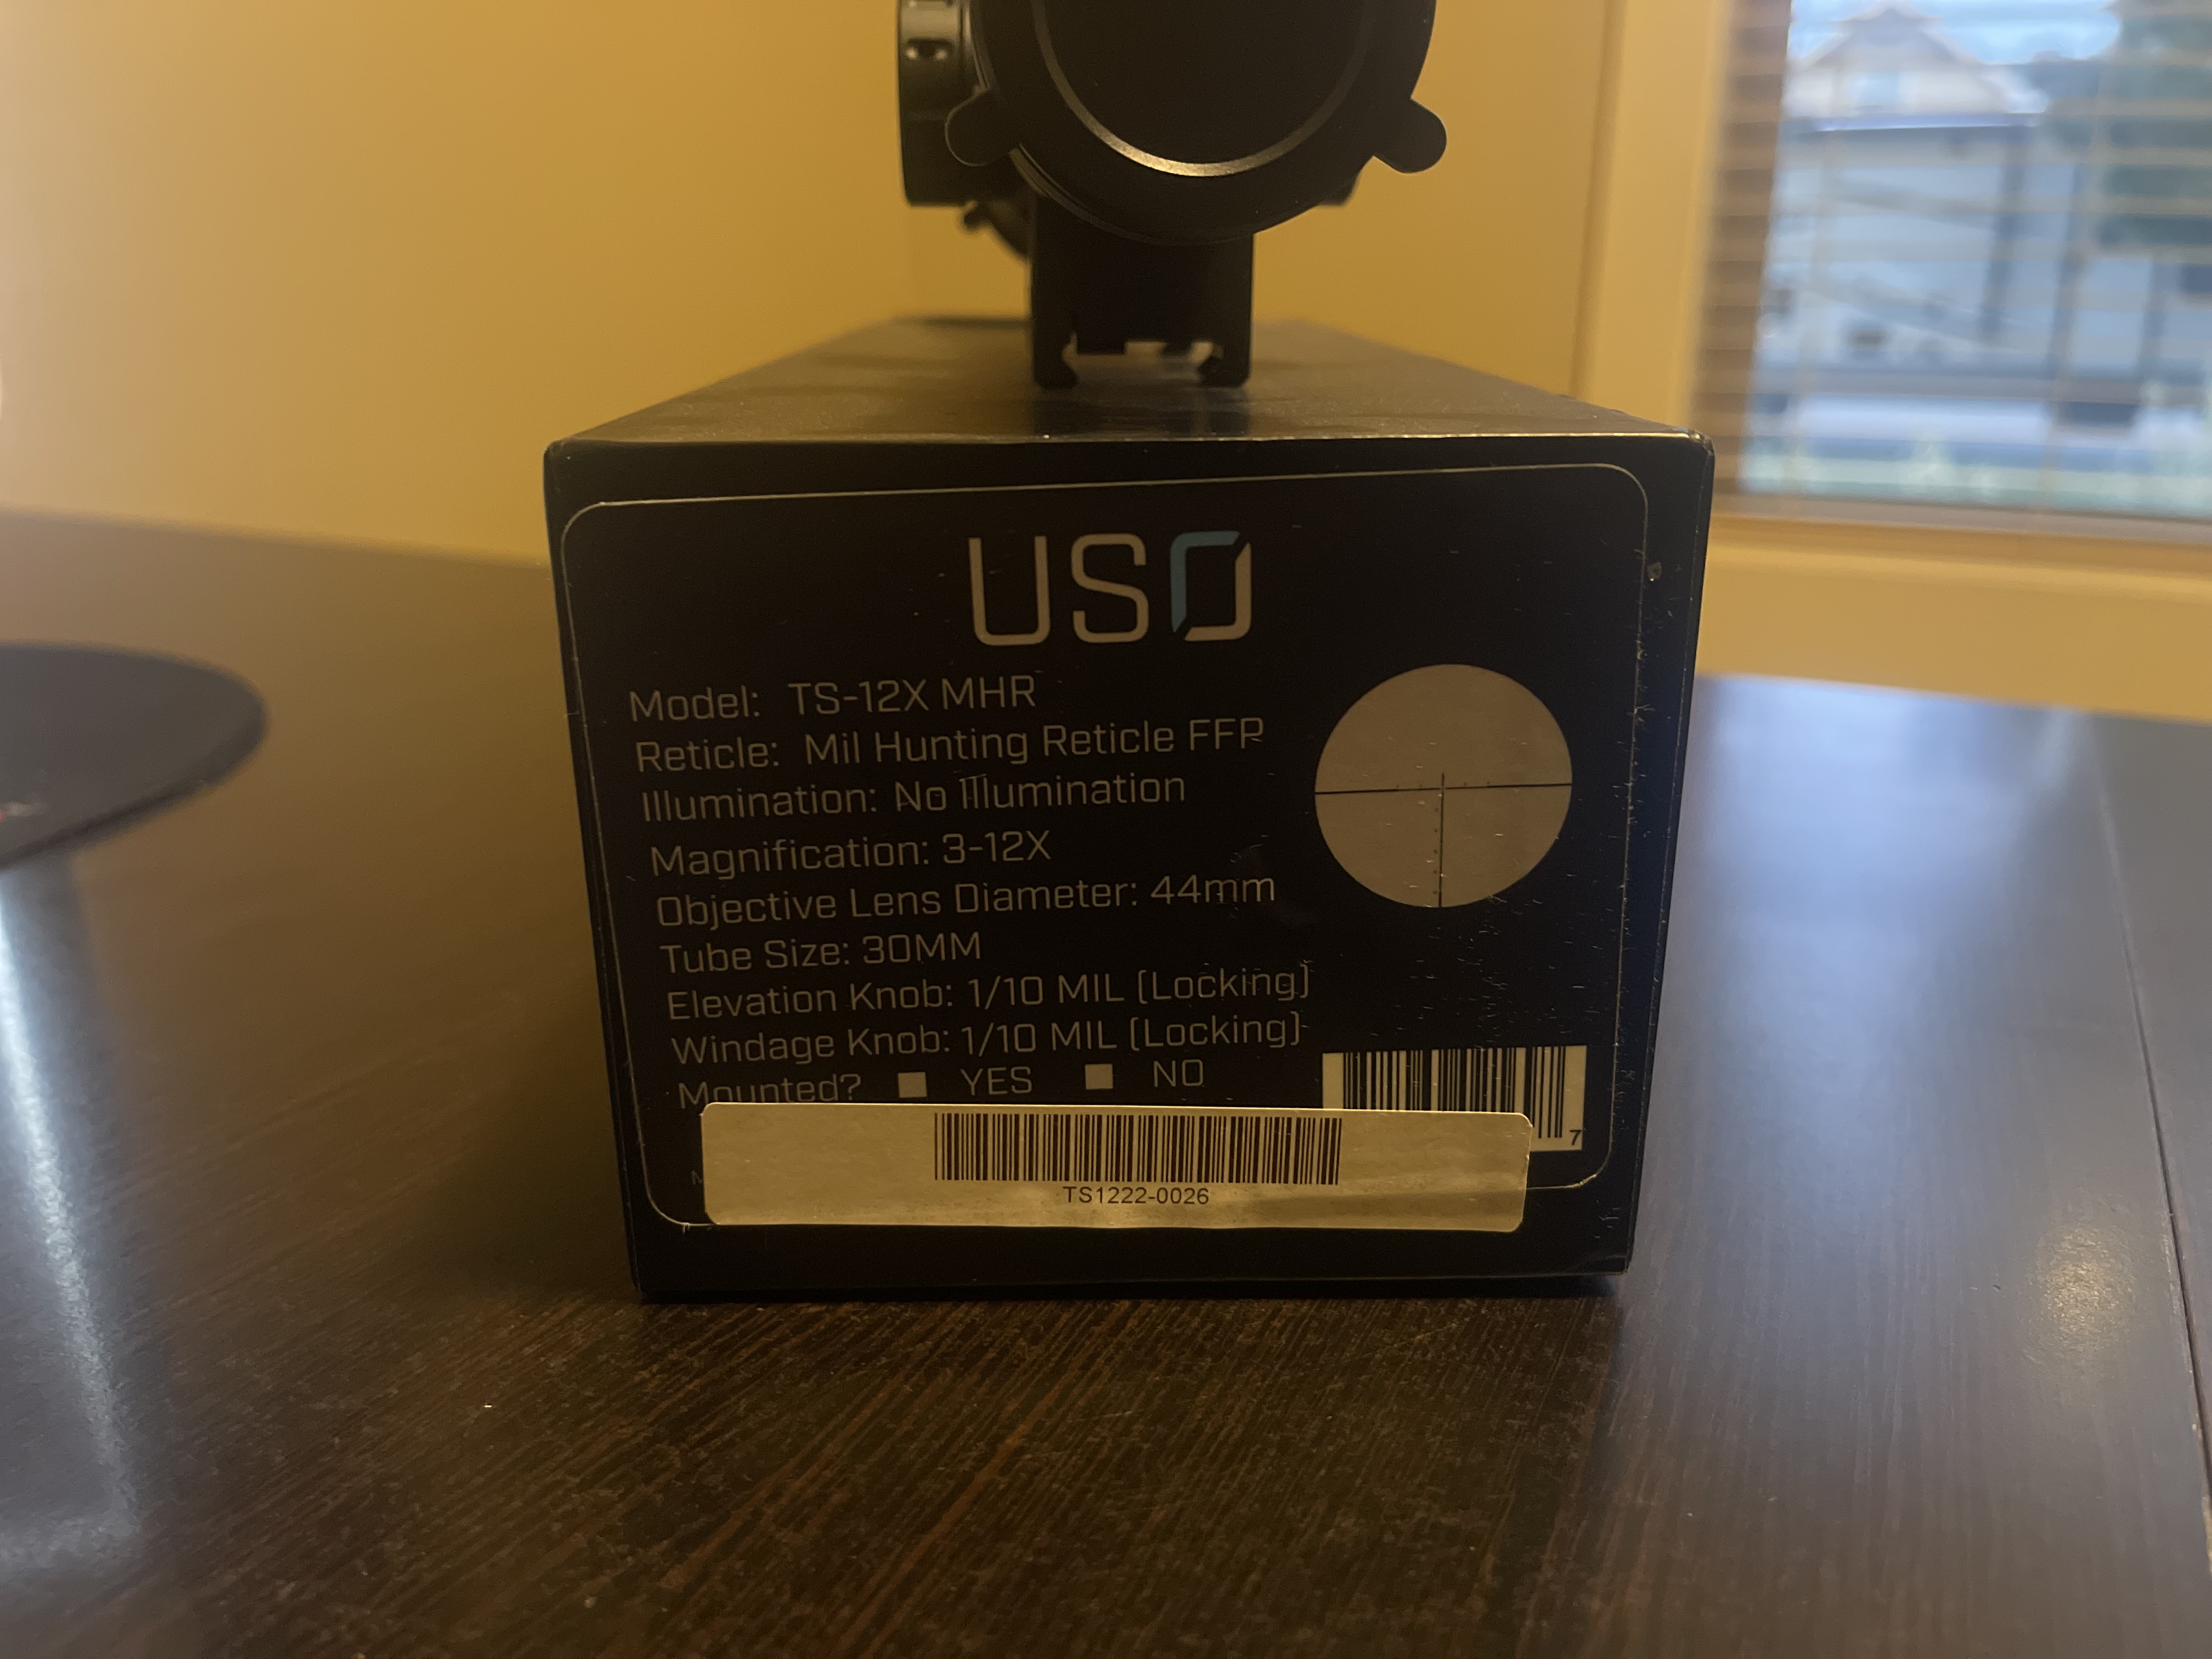 USO
Model: TS-12X MHR
Reticle: Mil Hunting Reticle FFP
Illumination: No Illumination
Magnification: 3-12X
Objective Lens Diameter: 44mm
Tube Size: 30MM
Elevation Knob: 1/10 MIL (Locking)
Windage Knob: 1/10 MIL (Locking)
Mounted? YES NO
7
TS1222-0026